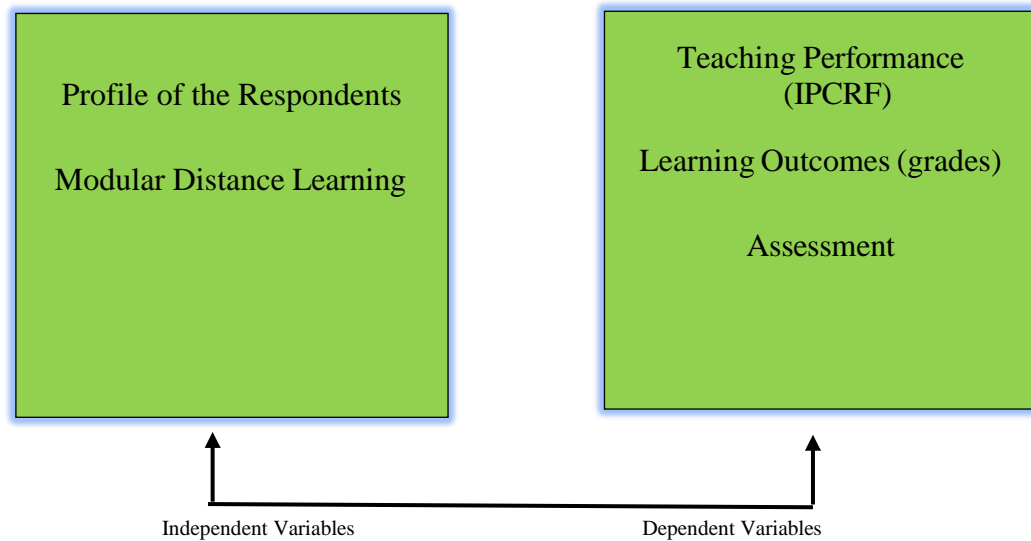 Profile of the Respondents
Modular Distance Learning
Teaching Performance
(IPCRF)
Learning Outcomes (grades)
Assessment
Independent Variables
Dependent Variables